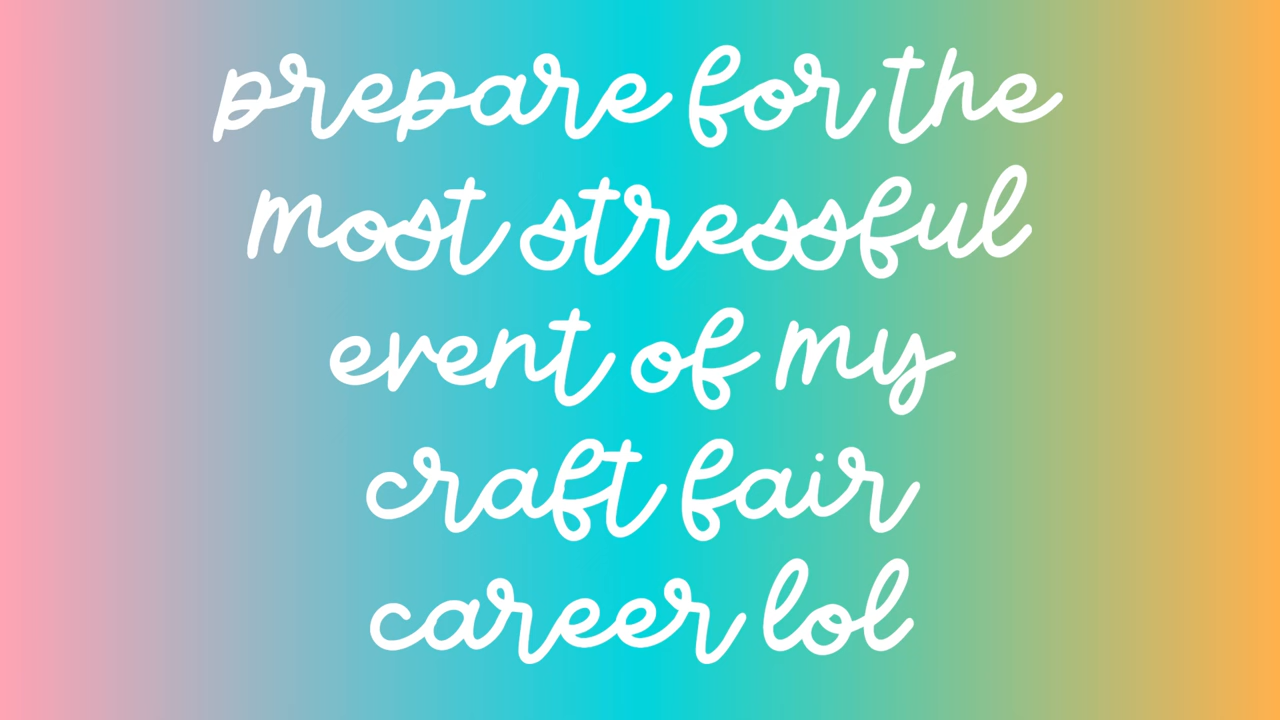 prepare for the
most stressful
event of my
craft fair
career lol